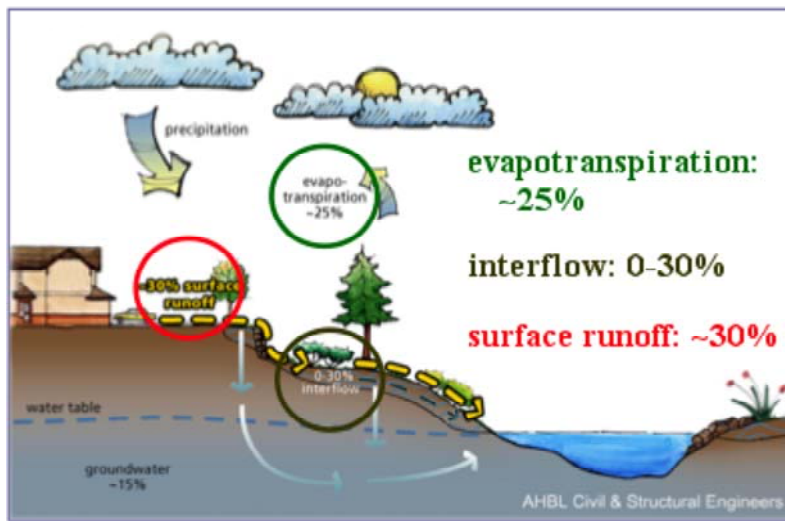 precipitation
evapo-
transpiration
~25%
evapotranspiration:
~25%
interflow: 0-30%
surface runoff: ~30%
~30% surface
runoff
0-30%
interflow
water table
groundwater
~15%
AHBL Civil & Structural Engineers